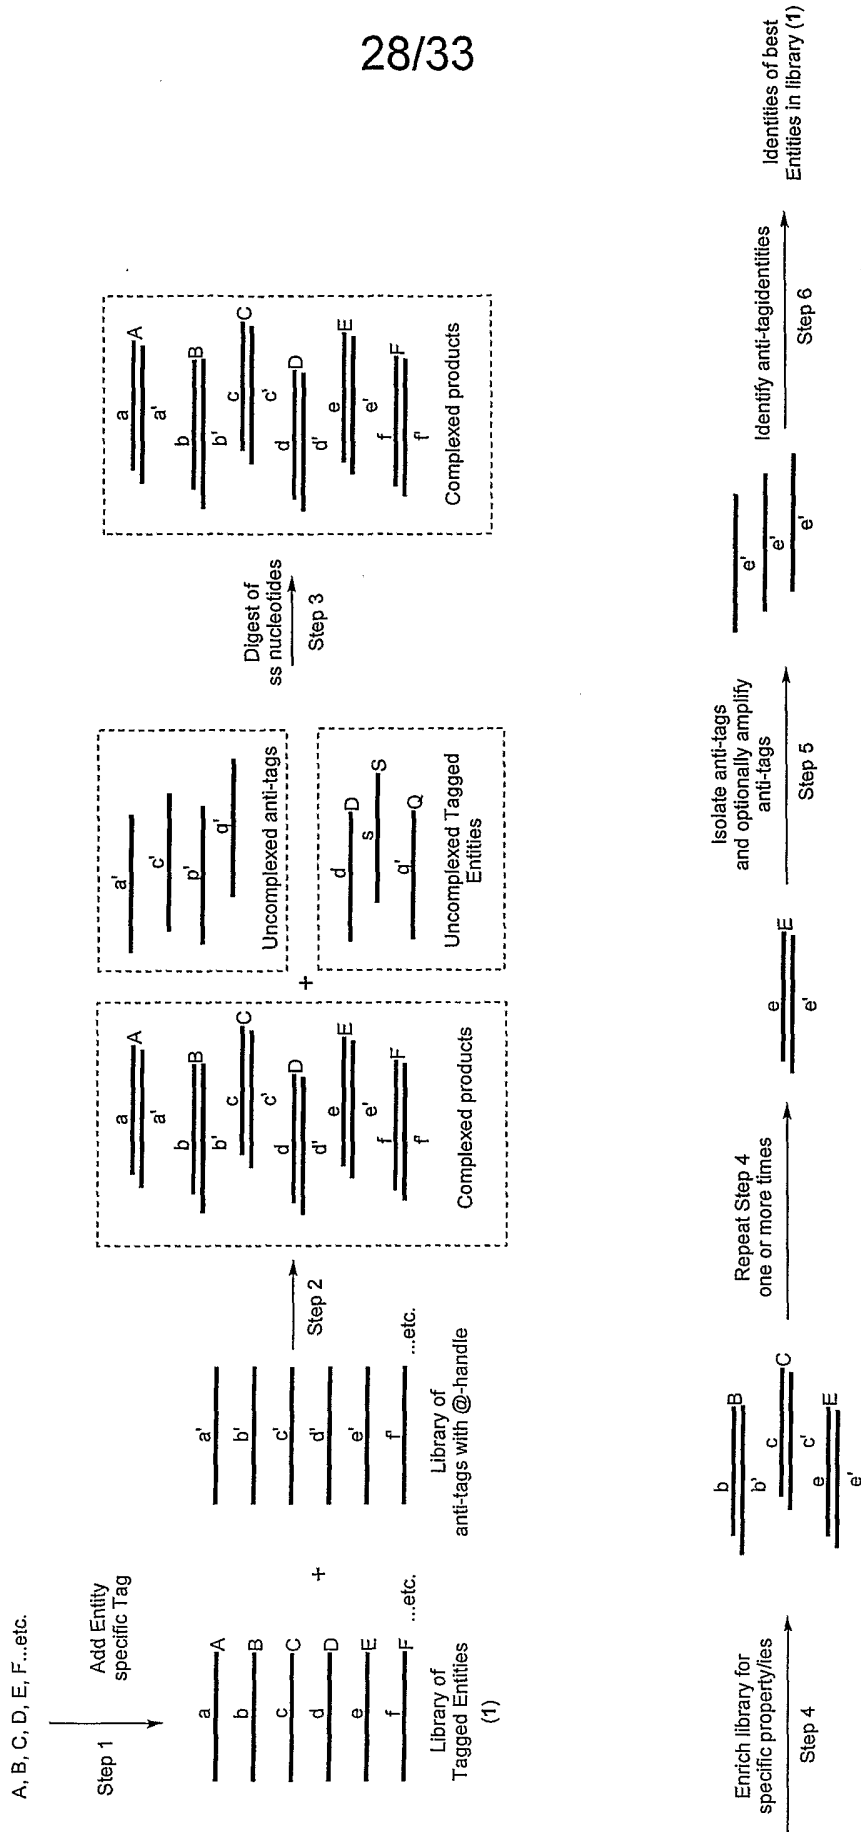 28/33
A, B, C, D, E, F...etc.
Step 1
Add Entity
specific Tag
a
A
b
B
c
C
d
D
e
E
f
F
...etc.
Library of
Tagged Entities
(1)
+
a'
b'
c'
d'
e'
f'
...etc.
Library of
anti-tags with @-handle
Step 2
a
A
a'
b
B
b'
c
C
c'
d
D
d'
e
E
e'
f
F
f'
Complexed products
+
a'
c'
p'
q'
Uncomplexed anti-tags
d
D
s
S
q'
Q
Uncomplexed Tagged
Entities
Digest of
ss nucleotides
Step 3
a
A
a'
b
B
b'
c
C
c'
d
D
d'
e
E
e'
f
F
f'
Complexed products
Enrich library for
specific property/ies
Step 4
b
B
b'
c
C
c'
e
E
e'
Repeat Step 4
one or more times
e
E
e'
Isolate anti-tags
and optionally amplify
anti-tags
Step 5
e'
e'
e'
Identify anti-tagidentities
Step 6
Identities of best
Entities in library (1)